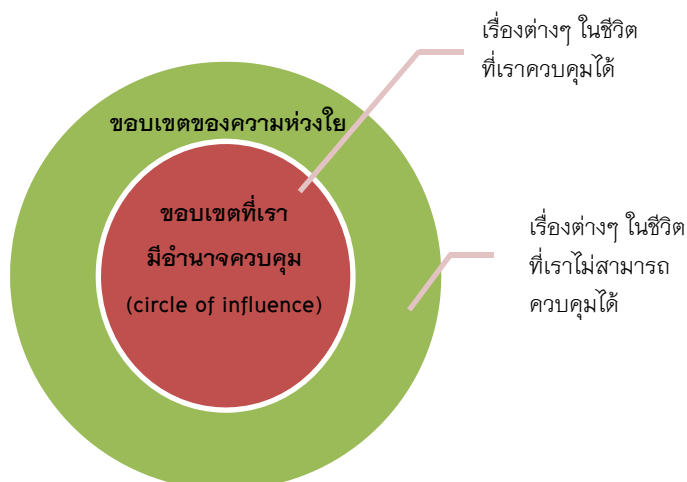 เรื่องต่างๆ ในชีวิต
ที่เราควบคุมได้
ขอบเขตของความห่วงใย
ขอบเขตที่เรา
มีอำนาจควบคุม
(circle of influence)
เรื่องต่างๆ ในชีวิต
ที่เราไม่สามารถ
ควบคุมได้